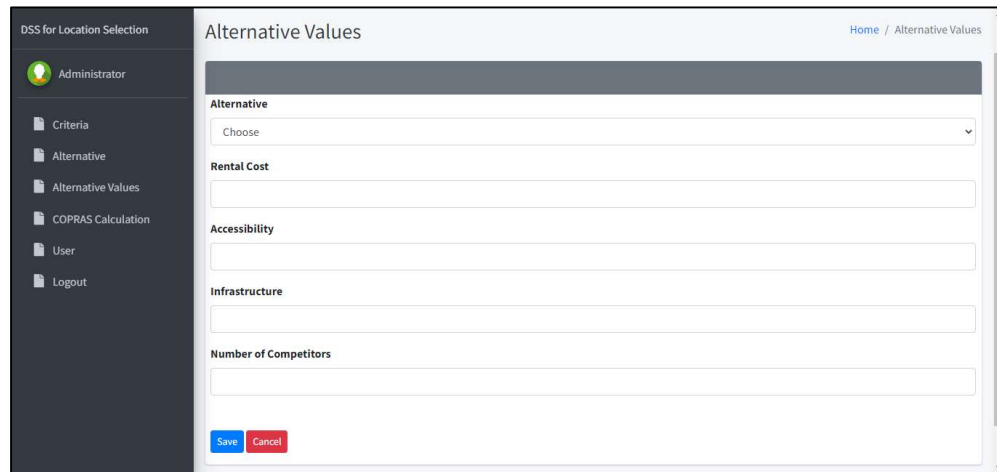 DSS for Location Selection
Administrator
Criteria
Alternative
Alternative Values
COPRAS Calculation
User
Logout
Alternative Values
Home / Alternative Values
Alternative
Choose
Rental Cost
Accessibility
Infrastructure
Number of Competitors
Save Cancel